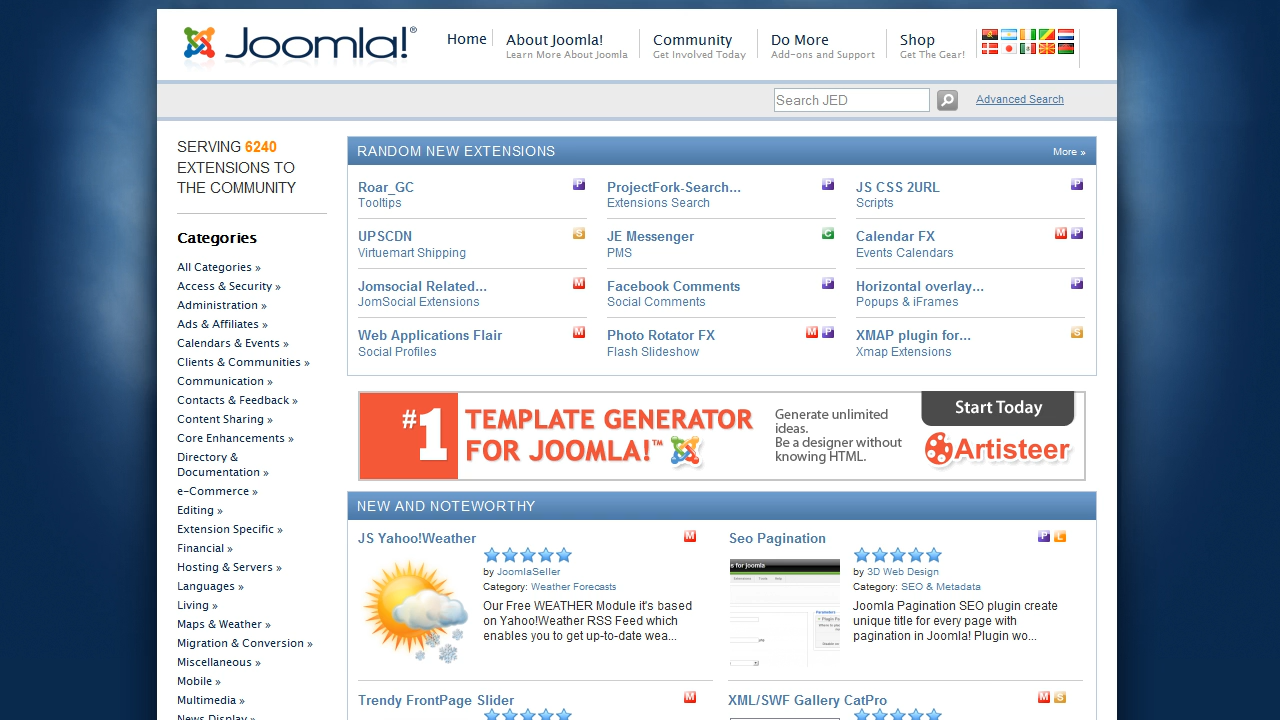 Joomla!®
Home
About Joomla!
Learn More About Joomla
Community
Get Involved Today
Do More
Add-ons and Support
Shop
Get The Gear!
Search JED
Advanced Search
SERVING 6240
EXTENSIONS TO
THE COMMUNITY
Categories
All Categories »
Access & Security »
Administration »
Ads & Affiliates »
Calendars & Events »
Clients & Communities »
Communication »
Contacts & Feedback »
Content Sharing »
Core Enhancements »
Directory &
Documentation »
e-Commerce »
Editing »
Extension Specific »
Financial »
Hosting & Servers »
Languages »
Living »
Maps & Weather »
Migration & Conversion »
Miscellaneous »
Mobile »
Multimedia »
News Display »
RANDOM NEW EXTENSIONS
More »
Roar_GC P
Tooltips
ProjectFork-Search... P
Extensions Search
JS CSS 2URL P
Scripts
UPSCDN S
Virtuemart Shipping
JE Messenger C
PMS
Calendar FX M P
Events Calendars
Jomsocial Related... M
JomSocial Extensions
Facebook Comments P
Social Comments
Horizontal overlay... P
Popups & iFrames
Web Applications Flair M
Social Profiles
Photo Rotator FX M P
Flash Slideshow
XMAP plugin for... S
Xmap Extensions
#1
TEMPLATE GENERATOR
FOR JOOMLA!™
Generate unlimited
ideas.
Be a designer without
knowing HTML.
Start Today
Artisteer
NEW AND NOTEWORTHY
JS Yahoo!Weather M
by JoomlaSeller
Category: Weather Forecasts
Our Free WEATHER Module it's based
on Yahoo!Weather RSS Feed which
enables you to get up-to-date wea...
Seo Pagination P L
s for joomla
Extensions Tools Help
Parameters
by 3D Web Design
Category: SEO & Metadata
Joomla Pagination SEO plugin create
unique title for every page with
pagination in Joomla! Plugin wo...
Trendy FrontPage Slider M
XML/SWF Gallery CatPro M S